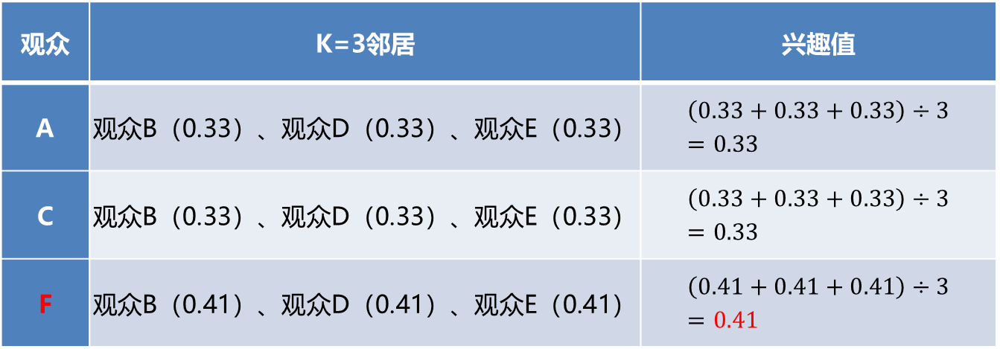 观众 K=3邻居 兴趣值
A 观众B（0.33）、观众D（0.33）、观众E（0.33） (0.33 + 0.33 + 0.33) ÷ 3
= 0.33
C 观众B（0.33）、观众D（0.33）、观众E（0.33） (0.33 + 0.33 + 0.33) ÷ 3
= 0.33
F 观众B（0.41）、观众D（0.41）、观众E（0.41） (0.41 + 0.41 + 0.41) ÷ 3
= 0.41